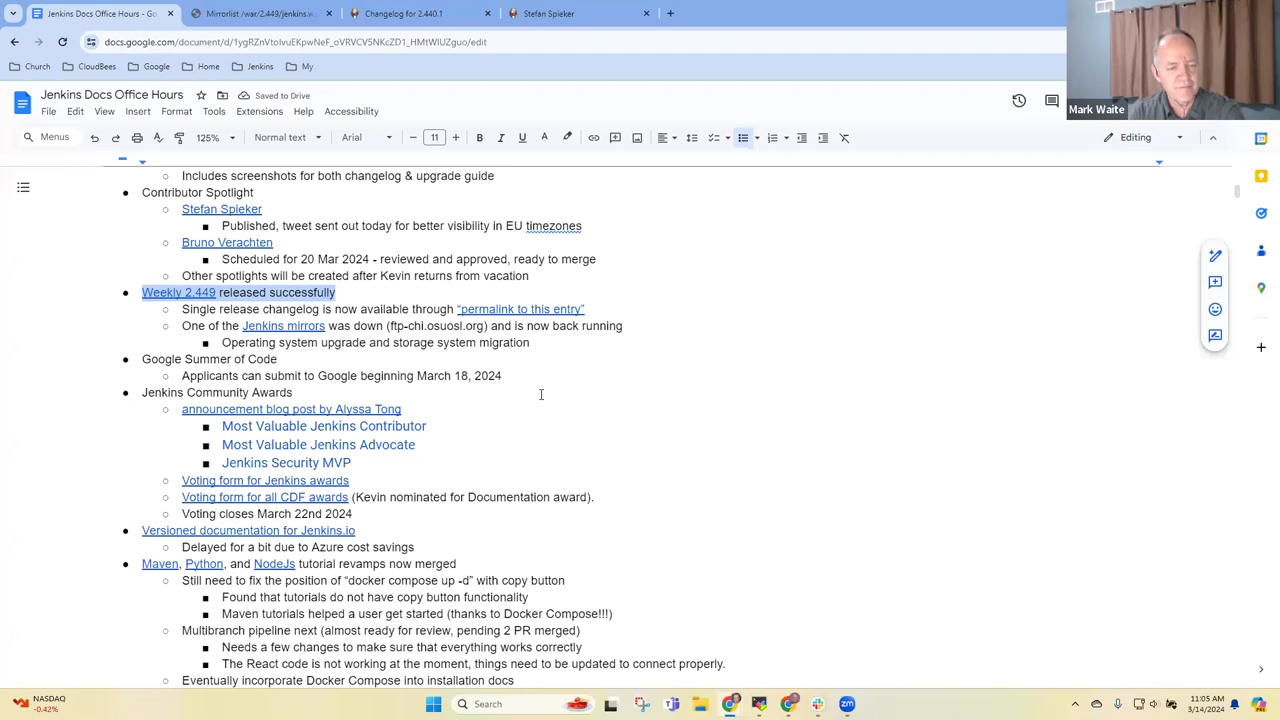 Jenkins Docs Office Hours - Go
Mirrorlist /war/2.449/jenkins.w
Changelog for 2.440.1
Stefan Spieker
docs.google.com/document/d/1ygRZnVtoIvuEKpwNeF_oVRVCV5NKcZD1_HMtWlUZguo/edit
Church
CloudBees
Google
Home
Jenkins
My
Jenkins Docs Office Hours
Saved to Drive
File Edit View Insert Format Tools Extensions Help Accessibility
Menus
125%
Normal text
Arial
11
Editing
Mark Waite
Includes screenshots for both changelog & upgrade guide
Contributor Spotlight
Stefan Spieker
Published, tweet sent out today for better visibility in EU timezones
Bruno Verachten
Scheduled for 20 Mar 2024 - reviewed and approved, ready to merge
Other spotlights will be created after Kevin returns from vacation
Weekly 2.449 released successfully
Single release changelog is now available through “permalink to this entry”
One of the Jenkins mirrors was down (ftp-chi.osuosl.org) and is now back running
Operating system upgrade and storage system migration
Google Summer of Code
Applicants can submit to Google beginning March 18, 2024
Jenkins Community Awards
announcement blog post by Alyssa Tong
Most Valuable Jenkins Contributor
Most Valuable Jenkins Advocate
Jenkins Security MVP
Voting form for Jenkins awards
Voting form for all CDF awards (Kevin nominated for Documentation award).
Voting closes March 22nd 2024
Versioned documentation for Jenkins.io
Delayed for a bit due to Azure cost savings
Maven, Python, and NodeJs tutorial revamps now merged
Still need to fix the position of “docker compose up -d” with copy button
Found that tutorials do not have copy button functionality
Maven tutorials helped a user get started (thanks to Docker Compose!!!)
Multibranch pipeline next (almost ready for review, pending 2 PR merged)
Needs a few changes to make sure that everything works correctly
The React code is not working at the moment, things need to be updated to connect properly.
Eventually incorporate Docker Compose into installation docs
NASDAQ
-0.42%
Search
11:05 AM
3/14/2024